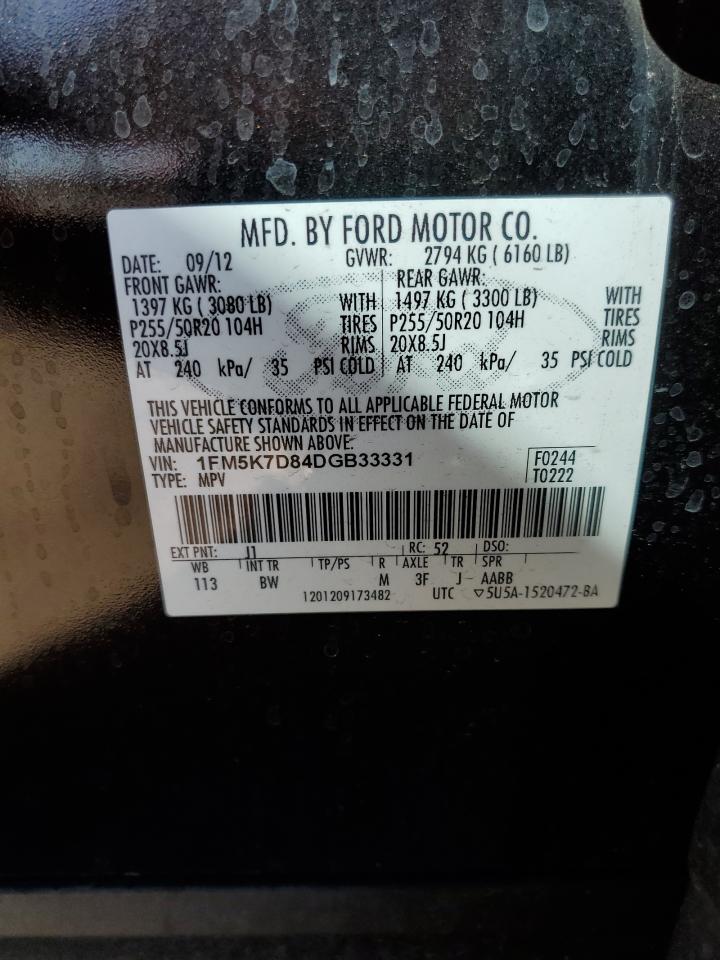 MFD. BY FORD MOTOR CO.
DATE: 09/12 GVWR: 2794 KG ( 6160 LB)
FRONT GAWR: REAR GAWR:
1397 KG ( 3080 LB) WITH 1497 KG ( 3300 LB) WITH
P255/50R20 104H TIRES P255/50R20 104H TIRES
20X8.5J RIMS 20X8.5J RIMS
AT 240 kPa/ 35 PSI COLD AT 240 kPa/ 35 PSI COLD
THIS VEHICLE CONFORMS TO ALL APPLICABLE FEDERAL MOTOR
VEHICLE SAFETY STANDARDS IN EFFECT ON THE DATE OF
MANUFACTURE SHOWN ABOVE.
VIN: 1FM5K7D84DGB33331 F0244
TYPE: MPV T0222
EXT PNT: J1 RC: 52 DSO:
WB INT TR TP/PS R AXLE TR SPR
113 BW M 3F J AABB
1201209173482 UTC ▽5U5A-1520472-BA